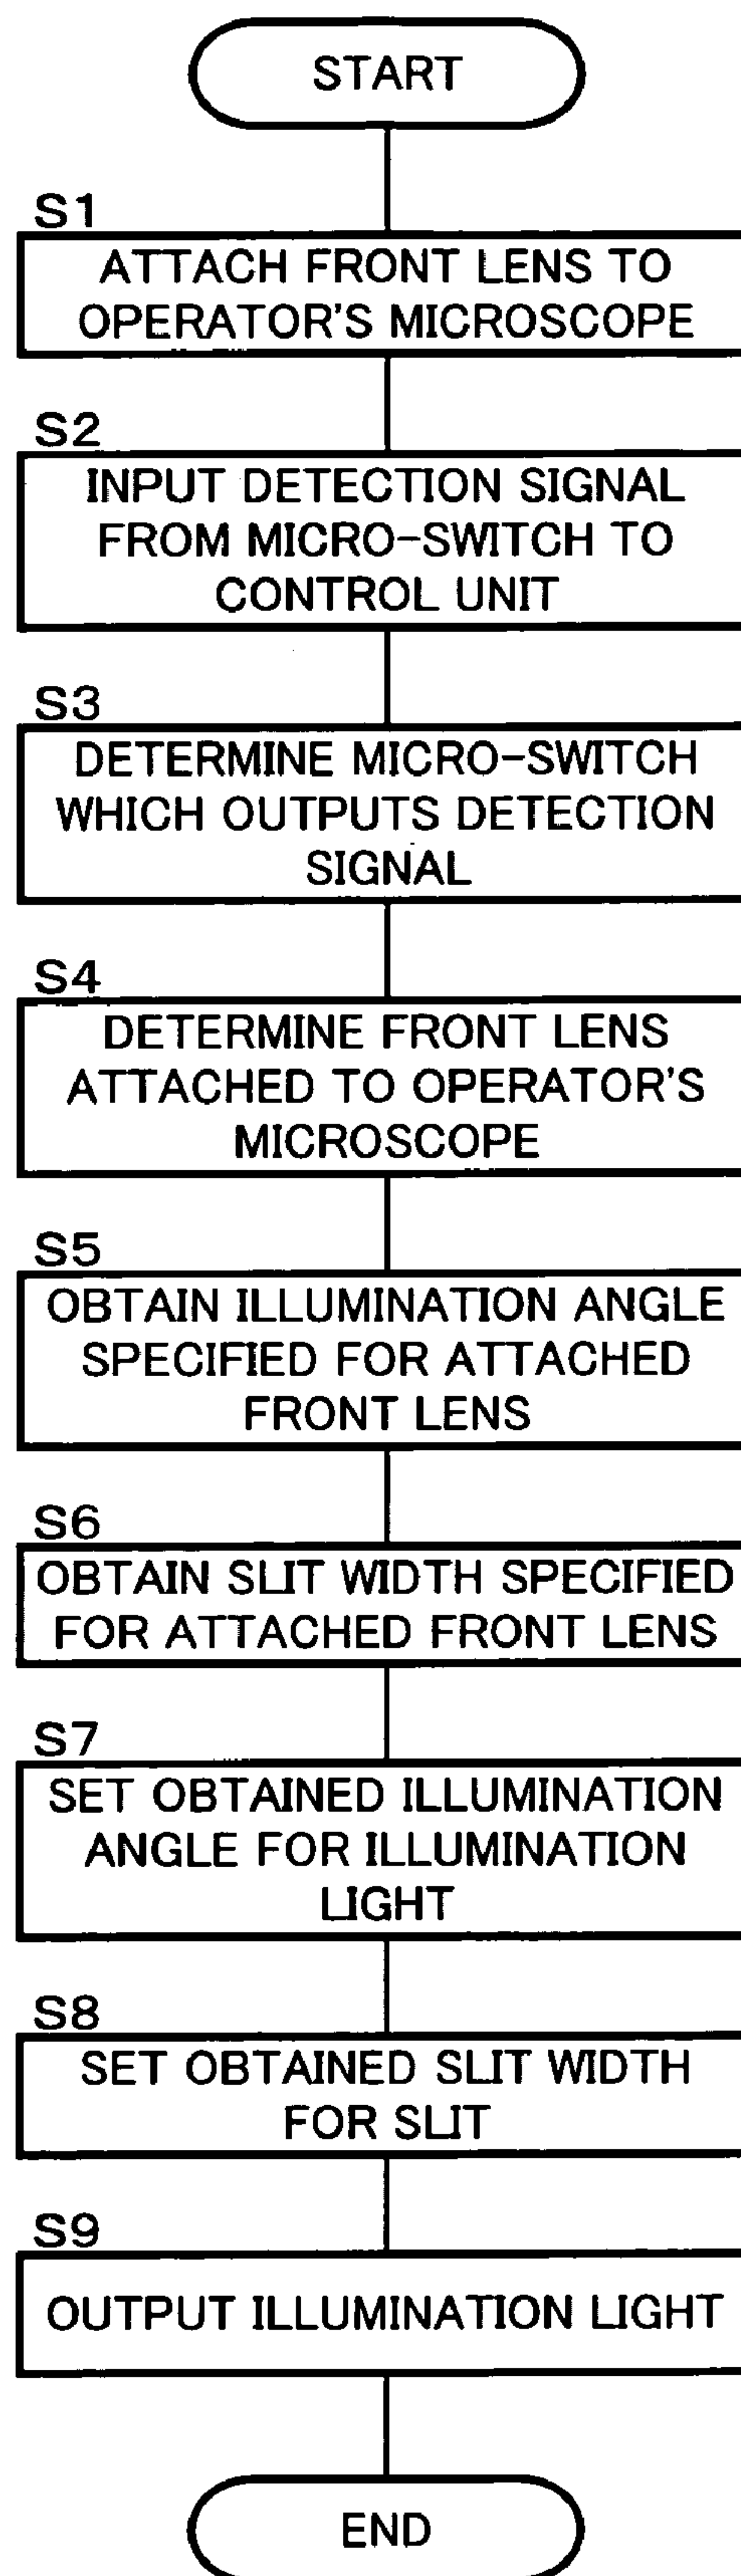 START
S1
ATTACH FRONT LENS TO
OPERATOR'S MICROSCOPE
S2
INPUT DETECTION SIGNAL
FROM MICRO-SWITCH TO
CONTROL UNIT
S3
DETERMINE MICRO-SWITCH
WHICH OUTPUTS DETECTION
SIGNAL
S4
DETERMINE FRONT LENS
ATTACHED TO OPERATOR'S
MICROSCOPE
S5
OBTAIN ILLUMINATION ANGLE
SPECIFIED FOR ATTACHED
FRONT LENS
S6
OBTAIN SLIT WIDTH SPECIFIED
FOR ATTACHED FRONT LENS
S7
SET OBTAINED ILLUMINATION
ANGLE FOR ILLUMINATION
LIGHT
S8
SET OBTAINED SLIT WIDTH
FOR SLIT
S9
OUTPUT ILLUMINATION LIGHT
END